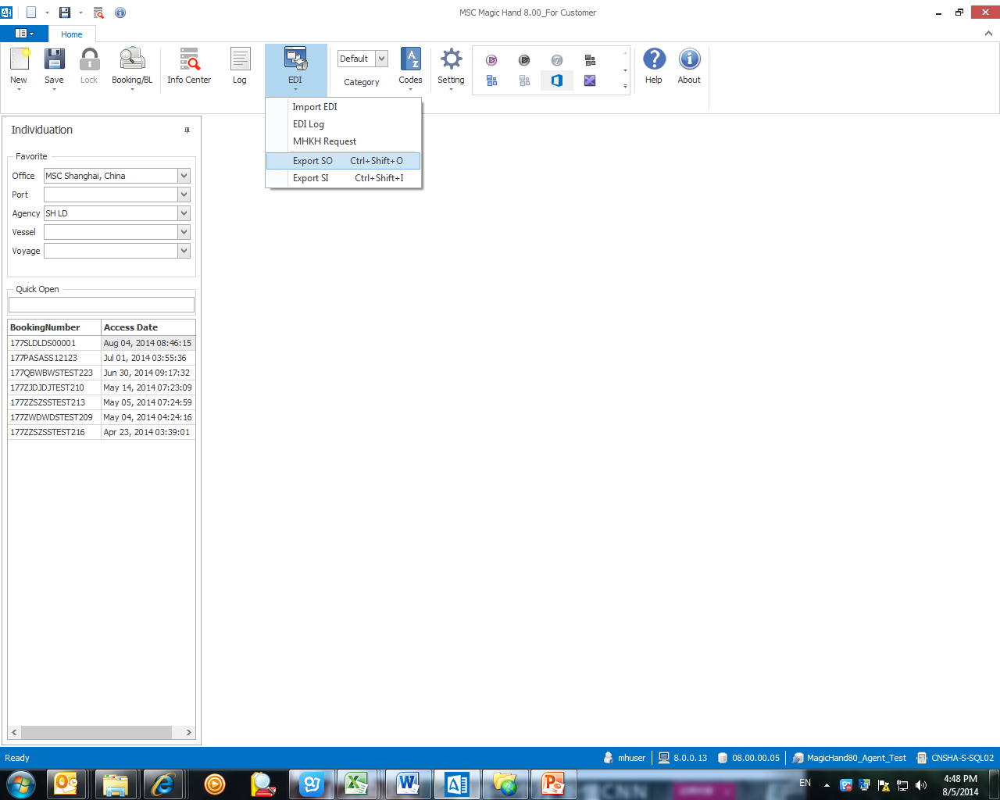 MSC Magic Hand 8.00_For Customer
Home
New
Save
Lock
Booking/BL
Info Center
Log
EDI
Default
Category
Codes
Setting
Help
About
Import EDI
EDI Log
MHKH Request
Export SO Ctrl+Shift+O
Export SI Ctrl+Shift+I
Individuation
Favorite
Office MSC Shanghai, China
Port
Agency SH LD
Vessel
Voyage
Quick Open
BookingNumber Access Date
177SLDLDS00001 Aug 04, 2014 08:46:15
177PASASS12123 Jul 01, 2014 03:55:36
177QBWBWSTEST223 Jun 30, 2014 09:17:32
177ZJDJDJTEST210 May 14, 2014 07:23:09
177ZZSZSSTEST213 May 05, 2014 07:24:59
177ZWDWDSTEST209 May 04, 2014 04:24:16
177ZZSZSSTEST216 Apr 23, 2014 03:39:01
Ready
mhuser
8.0.0.13
08.00.00.05
MagicHand80_Agent_Test
CNSHA-S-SQL02
CNN
EN
4:48 PM
8/5/2014